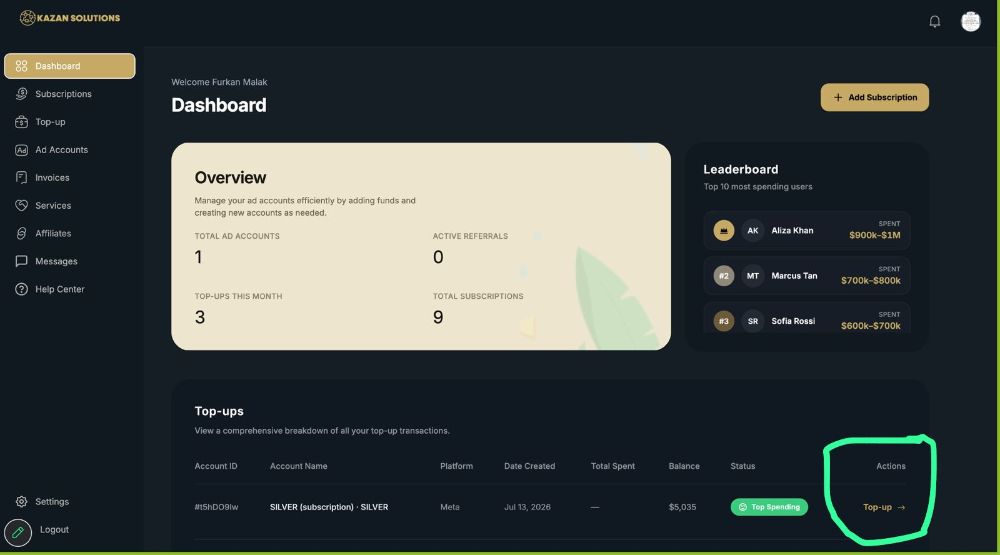 KAZAN SOLUTIONS
Dashboard
Subscriptions
Top-up
Ad Accounts
Invoices
Services
Affiliates
Messages
Help Center
Settings
Logout
Welcome Furkan Malak
Dashboard
+ Add Subscription
Overview
Manage your ad accounts efficiently by adding funds and
creating new accounts as needed.
TOTAL AD ACCOUNTS
1
ACTIVE REFERRALS
0
TOP-UPS THIS MONTH
3
TOTAL SUBSCRIPTIONS
9
Leaderboard
Top 10 most spending users
AK Aliza Khan SPENT
$900k–$1M
#2 MT Marcus Tan SPENT
$700k–$800k
#3 SR Sofia Rossi SPENT
$600k–$700k
Top-ups
View a comprehensive breakdown of all your top-up transactions.
Account ID Account Name Platform Date Created Total Spent Balance Status Actions
SILVER (subscription) · SILVER Meta Jul 13, 2026 — $5,035 Top Spending Top-up →